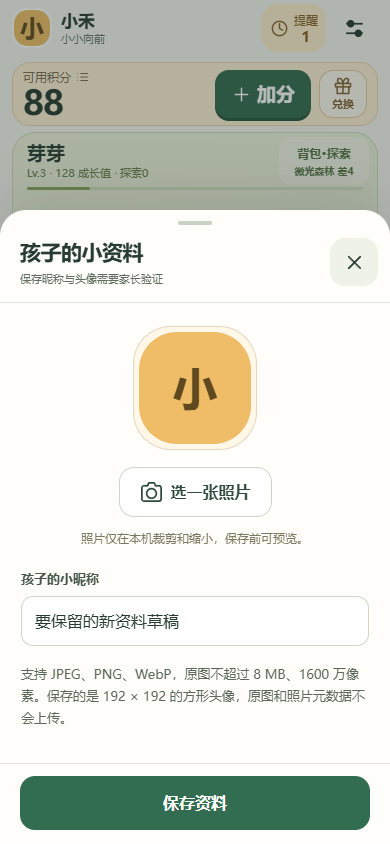 小
小禾
小小向前
提醒
1
可用积分
88
加分
兑换
芽芽
Lv.3 · 128 成长值 · 探索0
背包•探索
微光森林 差4
孩子的小资料
保存昵称与头像需要家长验证
小
选一张照片
照片仅在本机裁剪和缩小，保存前可预览。
孩子的小昵称
要保留的新资料草稿
支持 JPEG、PNG、WebP，原图不超过 8 MB、1600 万像
素。保存的是 192 × 192 的方形头像，原图和照片元数据不
会上传。
保存资料